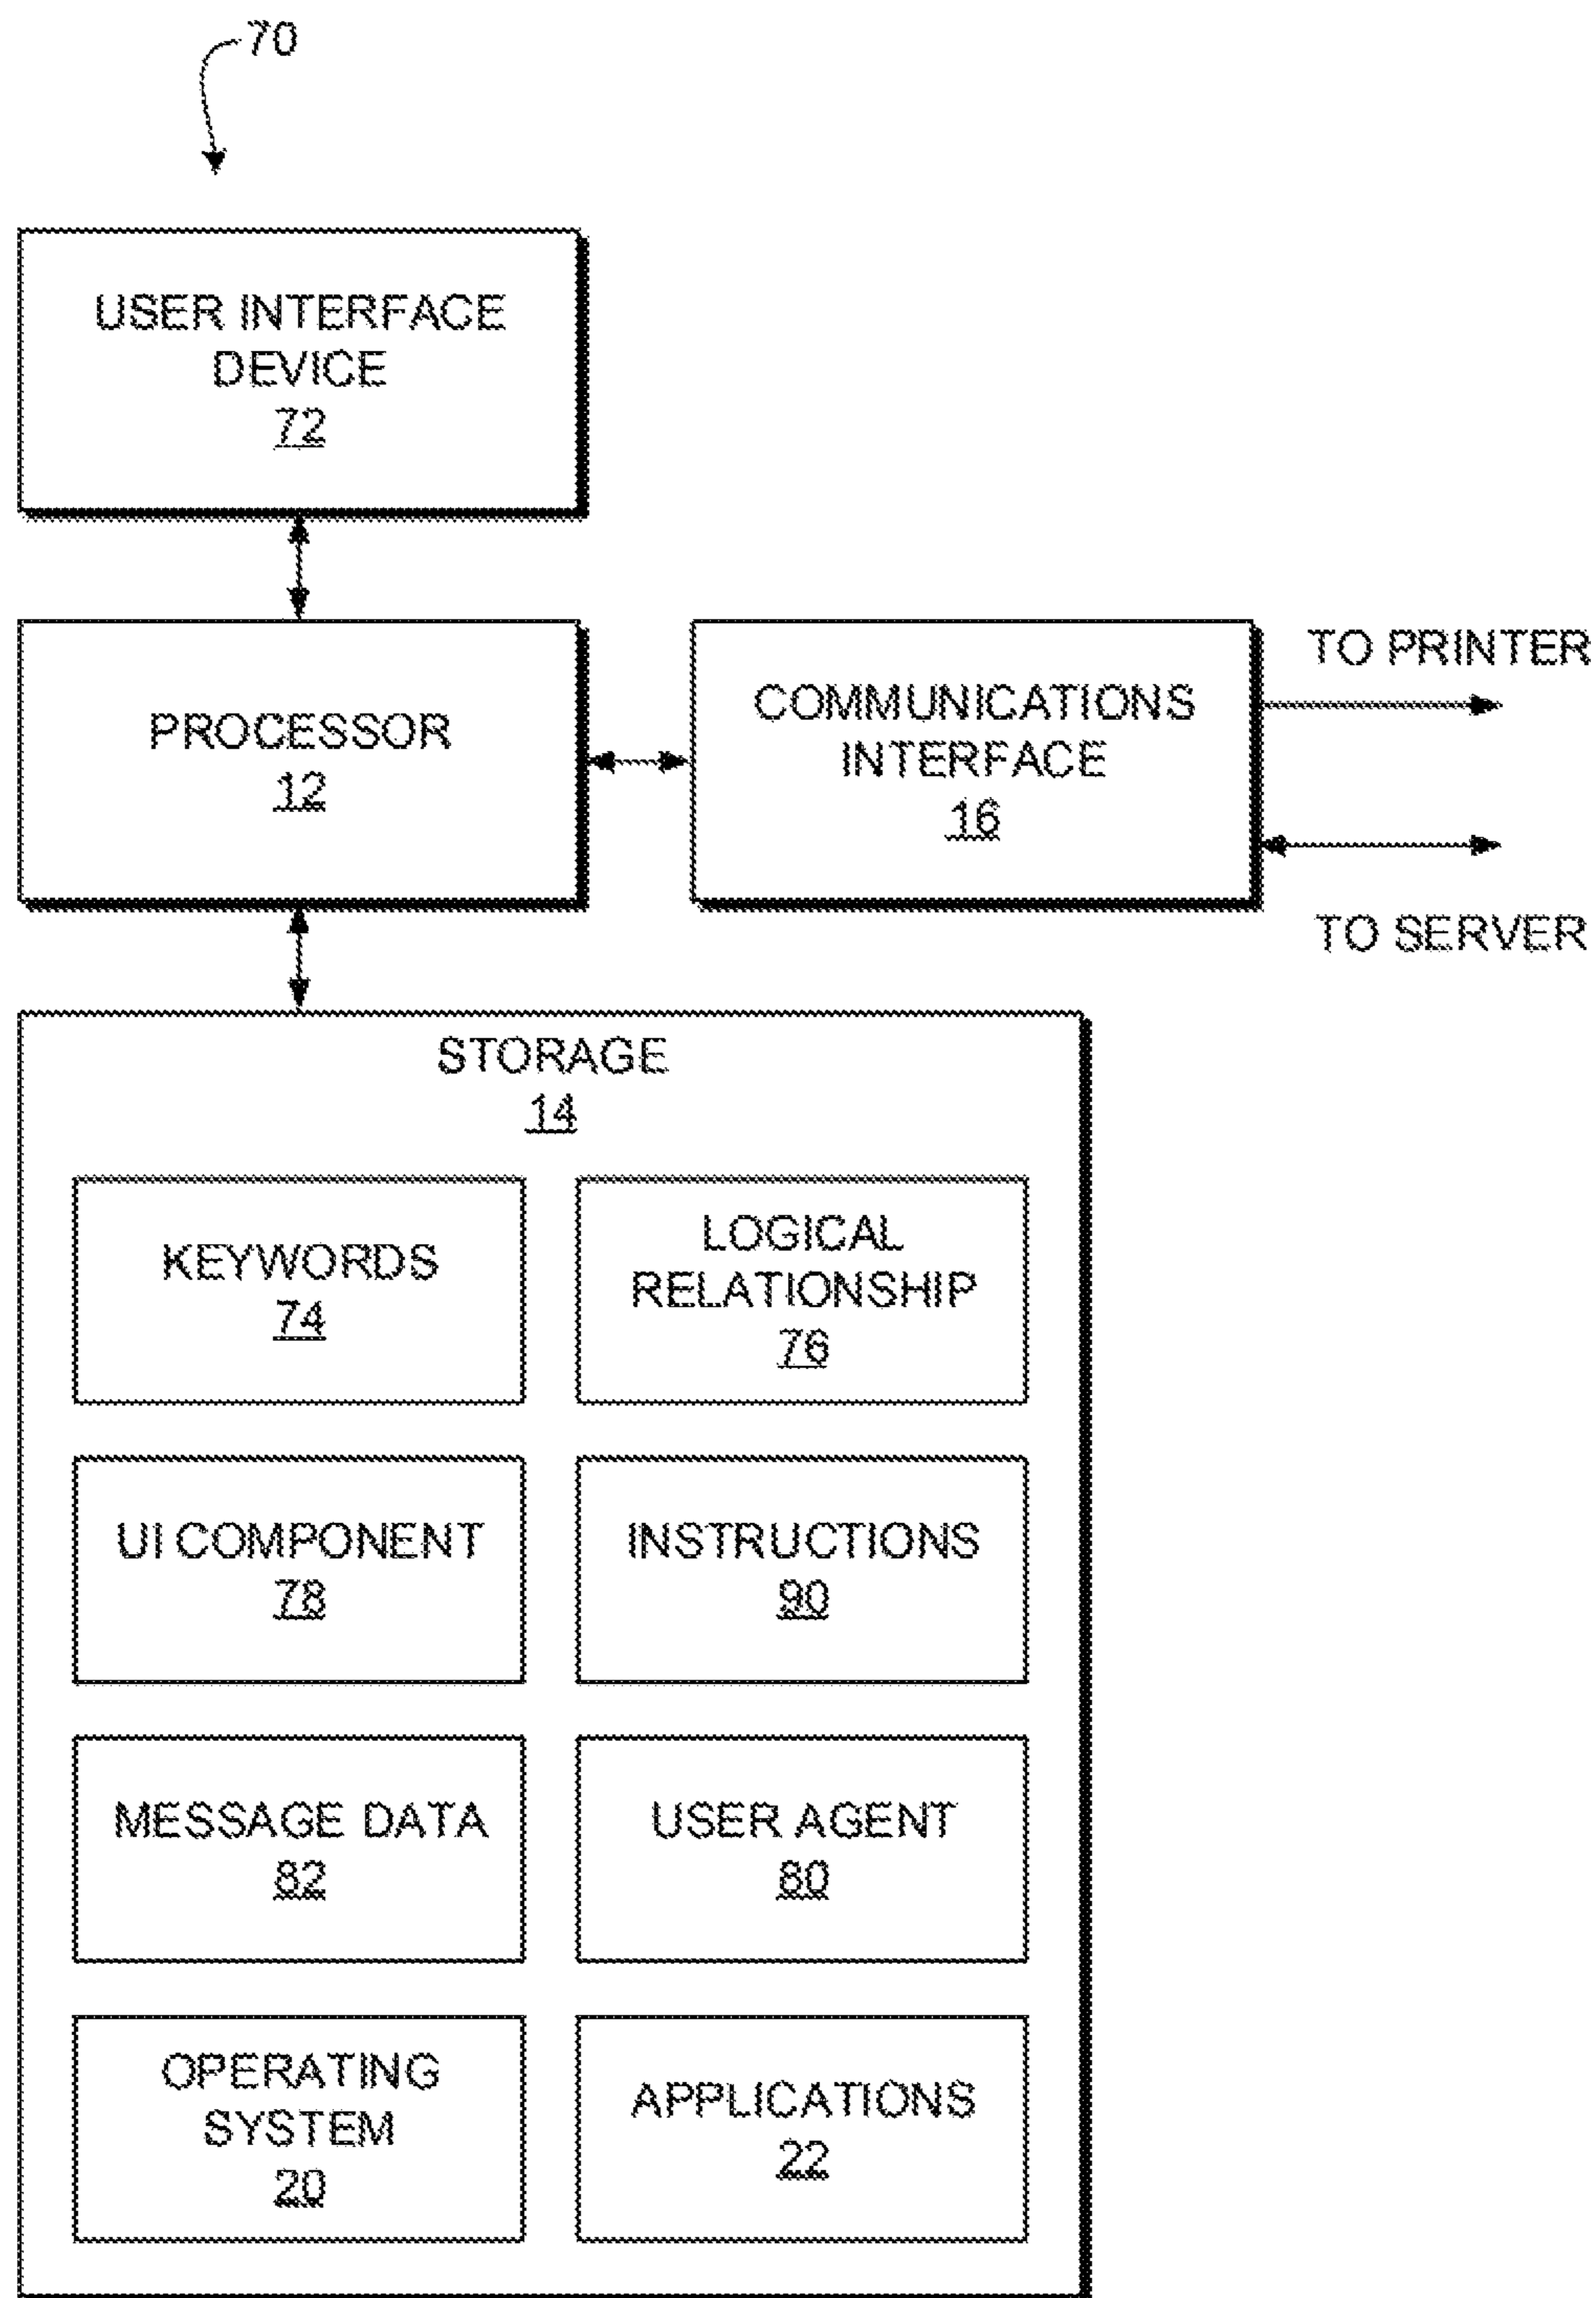 70
USER INTERFACE
DEVICE
72
PROCESSOR
12
COMMUNICATIONS
INTERFACE
16
TO PRINTER
TO SERVER
STORAGE
14
KEYWORDS
74
LOGICAL
RELATIONSHIP
76
UI COMPONENT
78
INSTRUCTIONS
90
MESSAGE DATA
82
USER AGENT
80
OPERATING
SYSTEM
20
APPLICATIONS
22